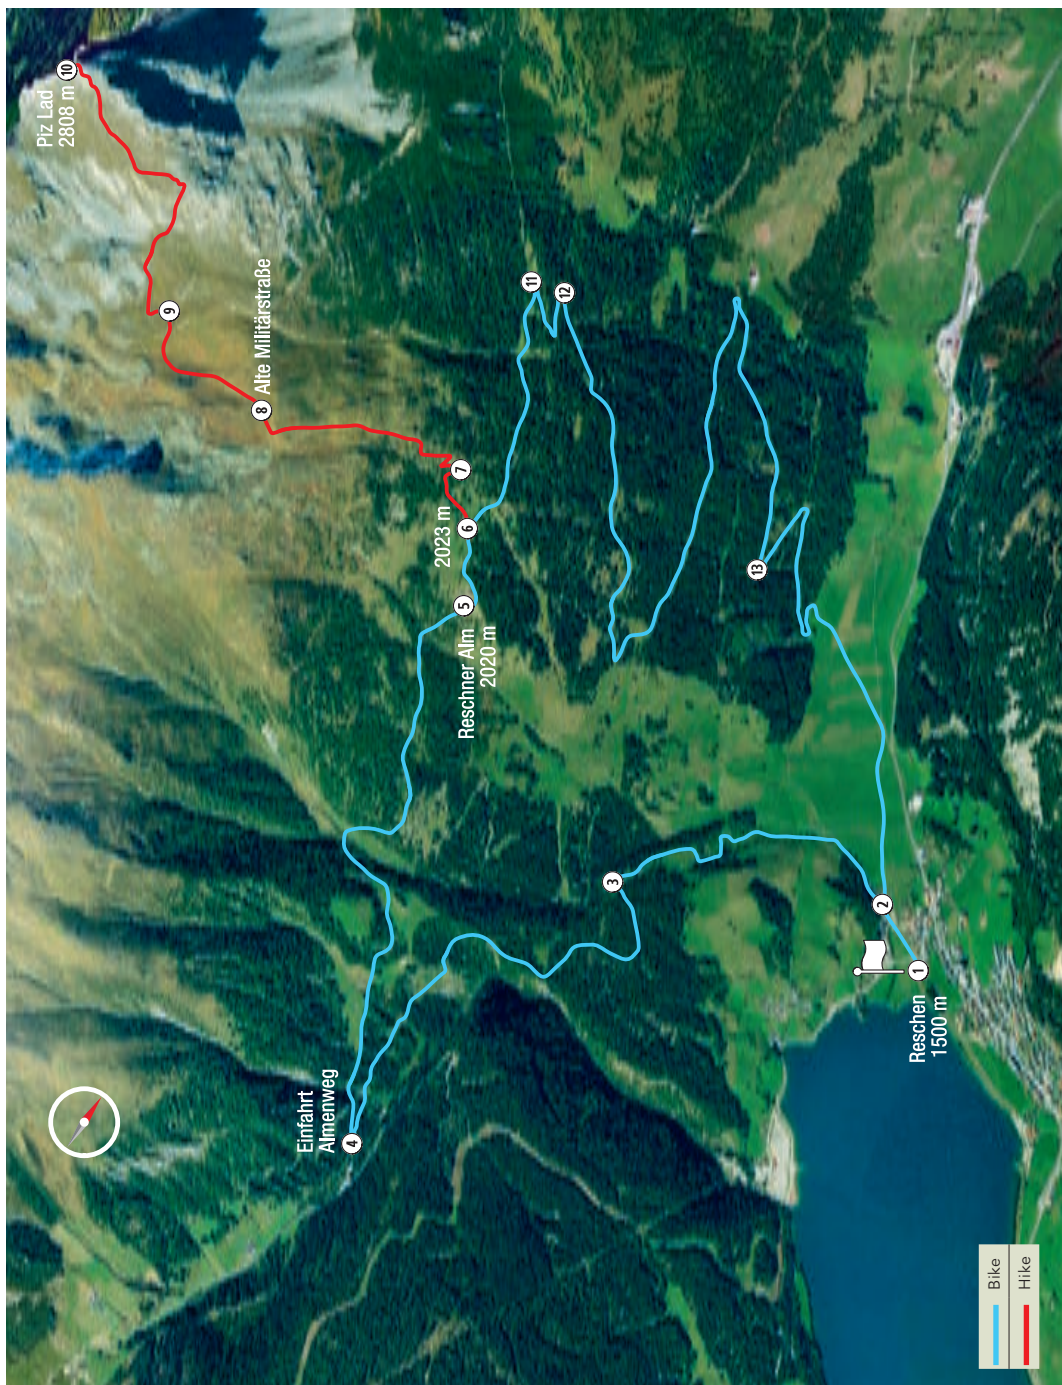 Piz Lad
2808 m
10
9
Alte Militärstraße
8
Einfahrt
Almenweg
4
7
2023 m
6
5
Reschner Alm
2020 m
11
12
3
13
2
1
Reschen
1500 m
Bike
Hike